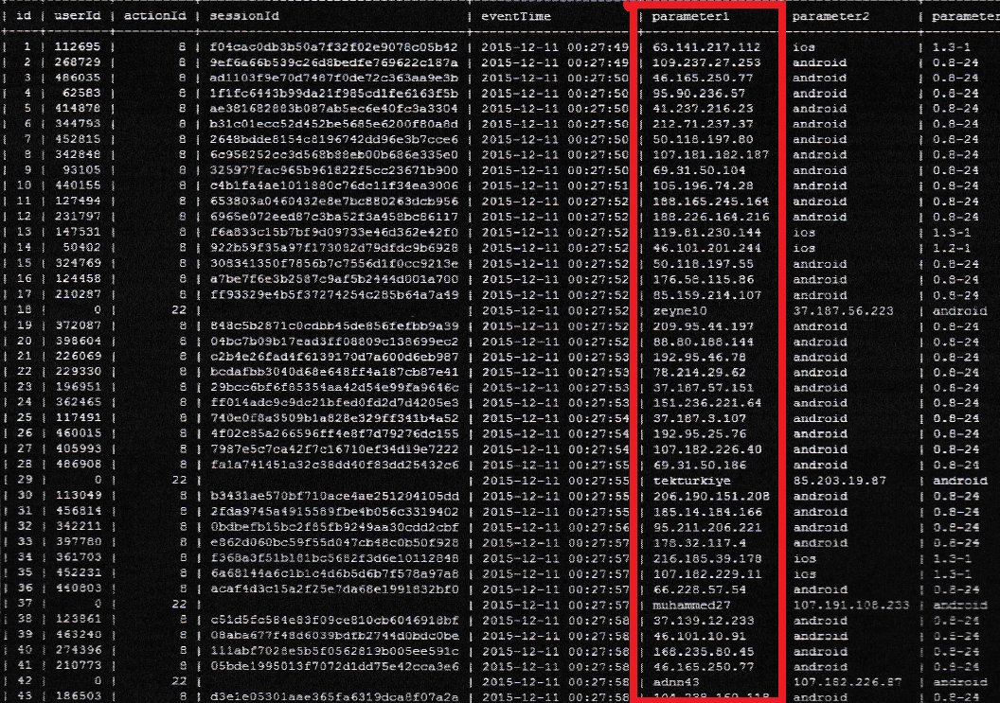 | id | userId | actionId | sessionId | eventTime | parameter1 | parameter2 | parameter
| 1 | 112695 | 8 | f04cac0db3b50a7f32f02e9078c05b42 | 2015-12-11 00:27:49 | 63.141.217.112 | ios | 1.3-1
| 2 | 268729 | 8 | 9ef6a66b539c26d8bedfe769622c187a | 2015-12-11 00:27:49 | 109.237.27.253 | android | 0.8-24
| 3 | 486035 | 8 | ad1103f9e70d7487f0de72c363aa9e3b | 2015-12-11 00:27:50 | 46.165.250.77 | android | 0.8-24
| 4 | 62583 | 8 | 1f1fc6443b99da21f985cd1fe6163f5b | 2015-12-11 00:27:50 | 95.90.236.57 | android | 0.8-24
| 5 | 414878 | 8 | ae381682883b087ab5ec6e40fc3a3304 | 2015-12-11 00:27:50 | 41.237.216.23 | android | 0.8-24
| 6 | 344793 | 8 | b31c01ecc52d452be5685e6200f80a8d | 2015-12-11 00:27:50 | 212.71.237.37 | android | 0.8-24
| 7 | 452815 | 8 | 2648bdde8154c8196742dd96e3b7cce6 | 2015-12-11 00:27:50 | 50.118.197.80 | android | 0.8-24
| 8 | 342848 | 8 | 6c958252cc3d568b88eb00b686e335e0 | 2015-12-11 00:27:50 | 107.181.182.187 | android | 0.8-24
| 9 | 93105 | 8 | 325977fac965b961822f5cc23671b900 | 2015-12-11 00:27:50 | 69.31.50.104 | android | 0.8-24
| 10 | 440155 | 8 | c4b1fa4ae1011880c76dc11f34ea3006 | 2015-12-11 00:27:51 | 105.196.74.28 | android | 0.8-24
| 11 | 127494 | 8 | 653803a0460432e8e7bc880263dcb956 | 2015-12-11 00:27:52 | 188.165.245.164 | android | 0.8-24
| 12 | 231797 | 8 | 6965e072eed87c3ba52f3a458bc86117 | 2015-12-11 00:27:52 | 188.226.164.216 | android | 0.8-24
| 13 | 147531 | 8 | f6a833c15b7bf9d09733e46d362e42f0 | 2015-12-11 00:27:52 | 119.81.230.144 | ios | 1.3-1
| 14 | 50402 | 8 | 922b59f35a97f173082d79dfdc9b6928 | 2015-12-11 00:27:52 | 46.101.201.244 | ios | 1.2-1
| 15 | 324769 | 8 | 308341350f7856b7c7556d1f0cc9213e | 2015-12-11 00:27:52 | 50.118.197.55 | android | 0.8-24
| 16 | 124458 | 8 | a7be7f6e3b2587c9af5b2444d001a700 | 2015-12-11 00:27:52 | 176.58.115.86 | android | 0.8-24
| 17 | 210287 | 8 | ff93329e4b5f37274254c285b64a7a49 | 2015-12-11 00:27:52 | 85.159.214.107 | android | 0.8-24
| 18 | 0 | 22 | | 2015-12-11 00:27:52 | zeyne10 | 37.187.56.223 | android
| 19 | 372087 | 8 | 848c5b2871c0cdbb45de856fefbb9a39 | 2015-12-11 00:27:52 | 209.95.44.197 | android | 0.8-24
| 20 | 398604 | 8 | 04bc7b09b17ead3ff08809c138699ec2 | 2015-12-11 00:27:52 | 88.80.188.144 | android | 0.8-24
| 21 | 226069 | 8 | c2b4e26fad4f6139170d7a600d6eb987 | 2015-12-11 00:27:53 | 192.95.46.78 | android | 0.8-24
| 22 | 229330 | 8 | bcdafbb3040d68e648ff4a187cb87e41 | 2015-12-11 00:27:53 | 78.214.29.62 | android | 0.8-24
| 23 | 196951 | 8 | 29bcc6bf6f85354aa42d54e99fa9646c | 2015-12-11 00:27:53 | 37.187.57.151 | android | 0.8-24
| 24 | 362465 | 8 | ff014adc9c9dc21bfed0fd2d7d4205e3 | 2015-12-11 00:27:53 | 151.236.221.64 | android | 0.8-24
| 25 | 117491 | 8 | 740e0f8a3509b1a828e329ff341b4a52 | 2015-12-11 00:27:54 | 37.187.3.107 | android | 0.8-24
| 26 | 460015 | 8 | 4f02c85a266596ff4e8f7d79276dc155 | 2015-12-11 00:27:54 | 192.95.25.76 | android | 0.8-24
| 27 | 405993 | 8 | 7987e5c7ca42f7c16710ef34d19e7222 | 2015-12-11 00:27:54 | 107.182.226.40 | android | 0.8-24
| 28 | 486908 | 8 | fa1a741451a32c38dd40f83dd25432c6 | 2015-12-11 00:27:55 | 69.31.50.186 | android | 0.8-24
| 29 | 0 | 22 | | 2015-12-11 00:27:55 | tekturkiye | 85.203.19.87 | android
| 30 | 113049 | 8 | b3431ae570bf710ace4ae251204105dd | 2015-12-11 00:27:55 | 206.190.151.208 | android | 0.8-24
| 31 | 456814 | 8 | 2fda9745a4915589fbe4b056c3319402 | 2015-12-11 00:27:55 | 185.14.184.166 | android | 0.8-24
| 32 | 342211 | 8 | 0bdbefb15bc2f85fb9249aa30cdd2cbf | 2015-12-11 00:27:56 | 95.211.206.221 | android | 0.8-24
| 33 | 397780 | 8 | e862d060bc59f55d047cb48c0b50f928 | 2015-12-11 00:27:57 | 178.32.117.4 | android | 0.8-24
| 34 | 361703 | 8 | f368a3f51b181bc5682f3d6e10112848 | 2015-12-11 00:27:57 | 216.185.39.178 | ios | 1.3-1
| 35 | 452231 | 8 | 6a68144a6c1b1c4d6b5d6b7f578a97a8 | 2015-12-11 00:27:57 | 107.182.229.11 | ios | 1.3-1
| 36 | 440803 | 8 | acaf4d3c15a2f25e7da68e1991832bf0 | 2015-12-11 00:27:57 | 66.228.57.54 | android | 0.8-24
| 37 | 0 | 22 | | 2015-12-11 00:27:57 | muhammed27 | 107.191.108.233 | android
| 38 | 123861 | 8 | c51d5fc584e83f09ce810cb6046918bf | 2015-12-11 00:27:58 | 37.139.12.233 | android | 0.8-24
| 39 | 463240 | 8 | 08aba677f48d6039bdfb2744d0bdc0be | 2015-12-11 00:27:58 | 46.101.10.91 | android | 0.8-24
| 40 | 274396 | 8 | 111abf7028e5b5f0562819b005ee591c | 2015-12-11 00:27:58 | 168.235.80.45 | android | 0.8-24
| 41 | 210773 | 8 | 05bde1995013f7072d1dd75e42cca3e6 | 2015-12-11 00:27:58 | 46.165.250.77 | android | 0.8-24
| 42 | 0 | 22 | | 2015-12-11 00:27:58 | adnn43 | 107.182.226.87 | android
| 43 | 186503 | 8 | d3e1e05301aae365fa6319dca8f07a2a | 2015-12-11 00:27:58 | android | 0.8-24